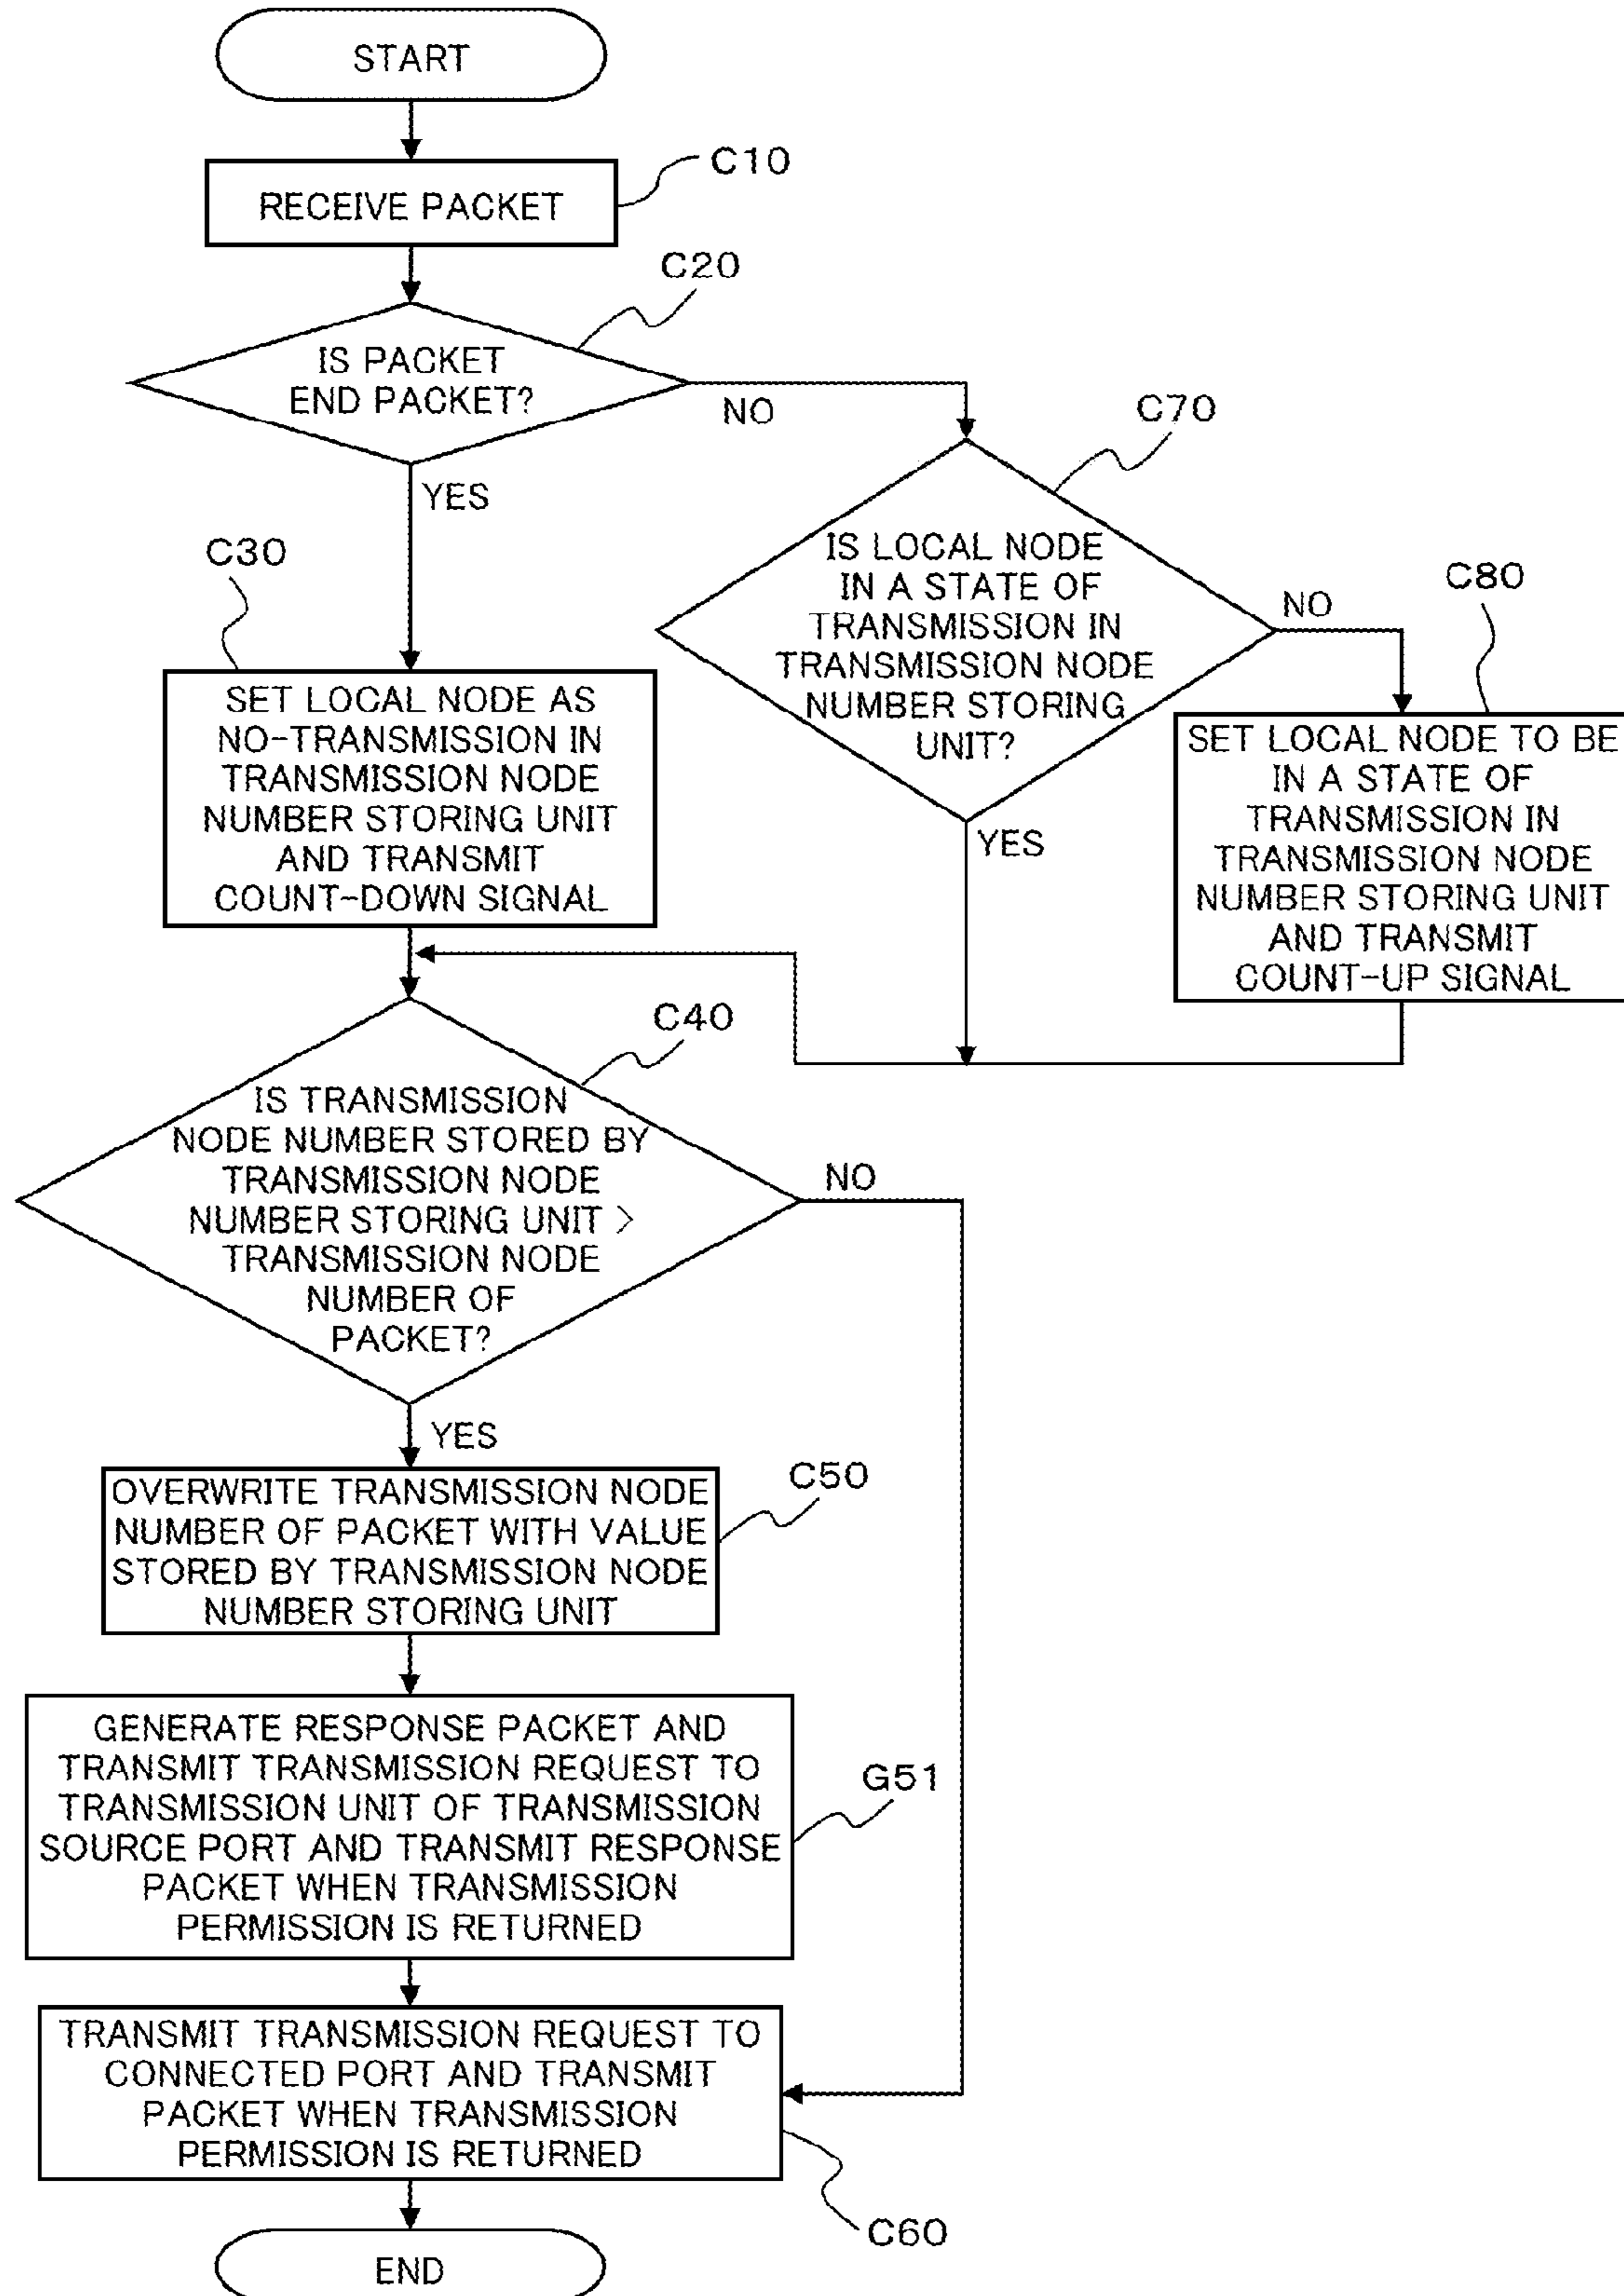 START
C10
RECEIVE PACKET
C20
IS PACKET
END PACKET?
NO
YES
C70
IS LOCAL NODE
IN A STATE OF
TRANSMISSION IN
TRANSMISSION NODE
NUMBER STORING
UNIT?
NO
YES
C80
SET LOCAL NODE TO BE
IN A STATE OF
TRANSMISSION IN
TRANSMISSION NODE
NUMBER STORING UNIT
AND TRANSMIT
COUNT-UP SIGNAL
C30
SET LOCAL NODE AS
NO-TRANSMISSION IN
TRANSMISSION NODE
NUMBER STORING UNIT
AND TRANSMIT
COUNT-DOWN SIGNAL
C40
IS TRANSMISSION
NODE NUMBER STORED BY
TRANSMISSION NODE
NUMBER STORING UNIT >
TRANSMISSION NODE
NUMBER OF
PACKET?
NO
YES
C50
OVERWRITE TRANSMISSION NODE
NUMBER OF PACKET WITH VALUE
STORED BY TRANSMISSION NODE
NUMBER STORING UNIT
G51
GENERATE RESPONSE PACKET AND
TRANSMIT TRANSMISSION REQUEST TO
TRANSMISSION UNIT OF TRANSMISSION
SOURCE PORT AND TRANSMIT RESPONSE
PACKET WHEN TRANSMISSION
PERMISSION IS RETURNED
TRANSMIT TRANSMISSION REQUEST TO
CONNECTED PORT AND TRANSMIT
PACKET WHEN TRANSMISSION
PERMISSION IS RETURNED
C60
END